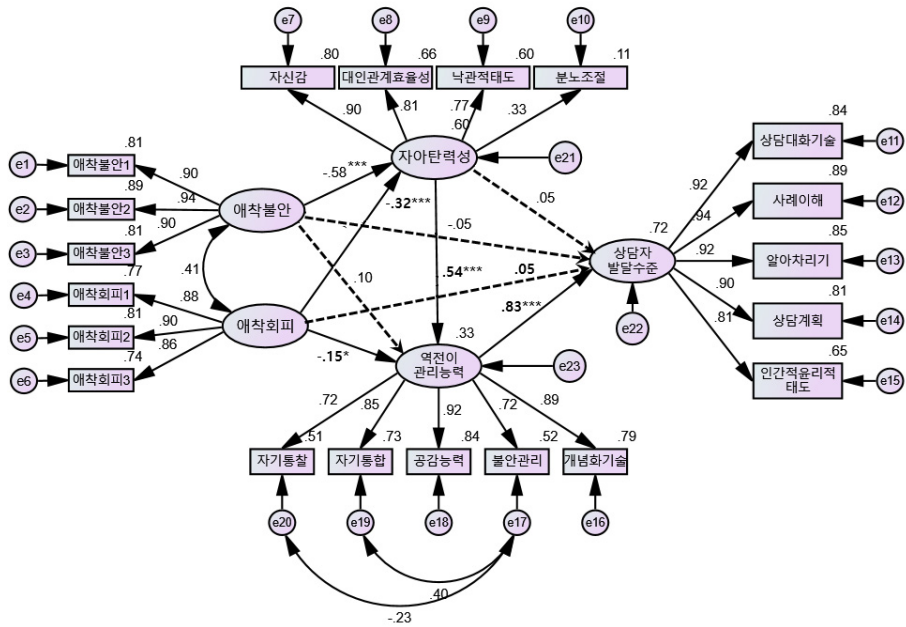 e7
e8
e9
e10
.80
.66
.60
.11
자신감
대인관계효율성
낙관적태도
분노조절
.90
.81
.77
.33
.60
자아탄력성
e21
e1
.81
애착불안1
.90
e2
.89
애착불안2
.94
e3
.81
애착불안3
.90
애착불안
-.58***
-.32***
.05
-.05
.41
.10
.54***
.05
.83***
e4
.77
애착회피1
.88
e5
.81
애착회피2
.90
e6
.74
애착회피3
.86
애착회피
-.15*
.33
역전이
관리능력
e23
.72
상담자
발달수준
e22
.92
.84
상담대화기술
e11
.94
.89
사례이해
e12
.92
.85
알아차리기
e13
.90
.81
상담계획
e14
.81
.65
인간적윤리적
태도
e15
.72
.85
.92
.72
.89
.51
.73
.84
.52
.79
자기통찰
자기통합
공감능력
불안관리
개념화기술
e20
e19
e18
e17
e16
.40
-.23